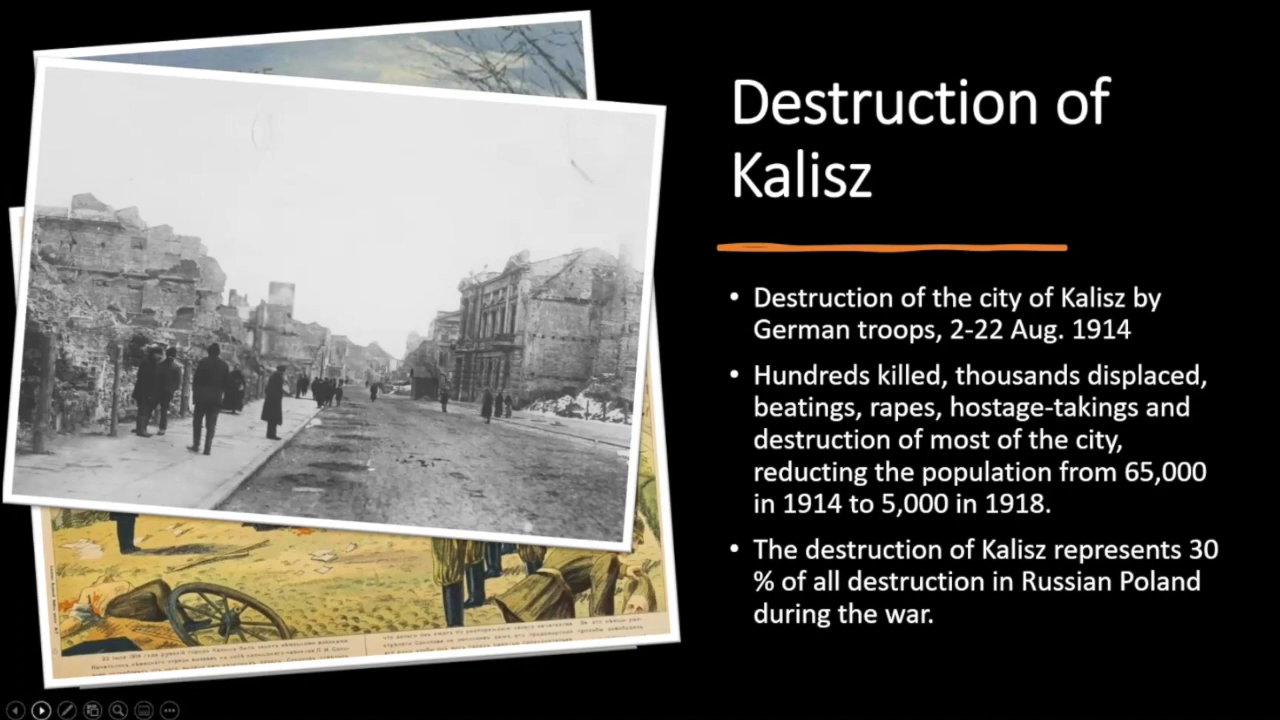 Destruction of
Kalisz
• Destruction of the city of Kalisz by
German troops, 2-22 Aug. 1914
• Hundreds killed, thousands displaced,
beatings, rapes, hostage-takings and
destruction of most of the city,
reducting the population from 65,000
in 1914 to 5,000 in 1918.
• The destruction of Kalisz represents 30
% of all destruction in Russian Poland
during the war.